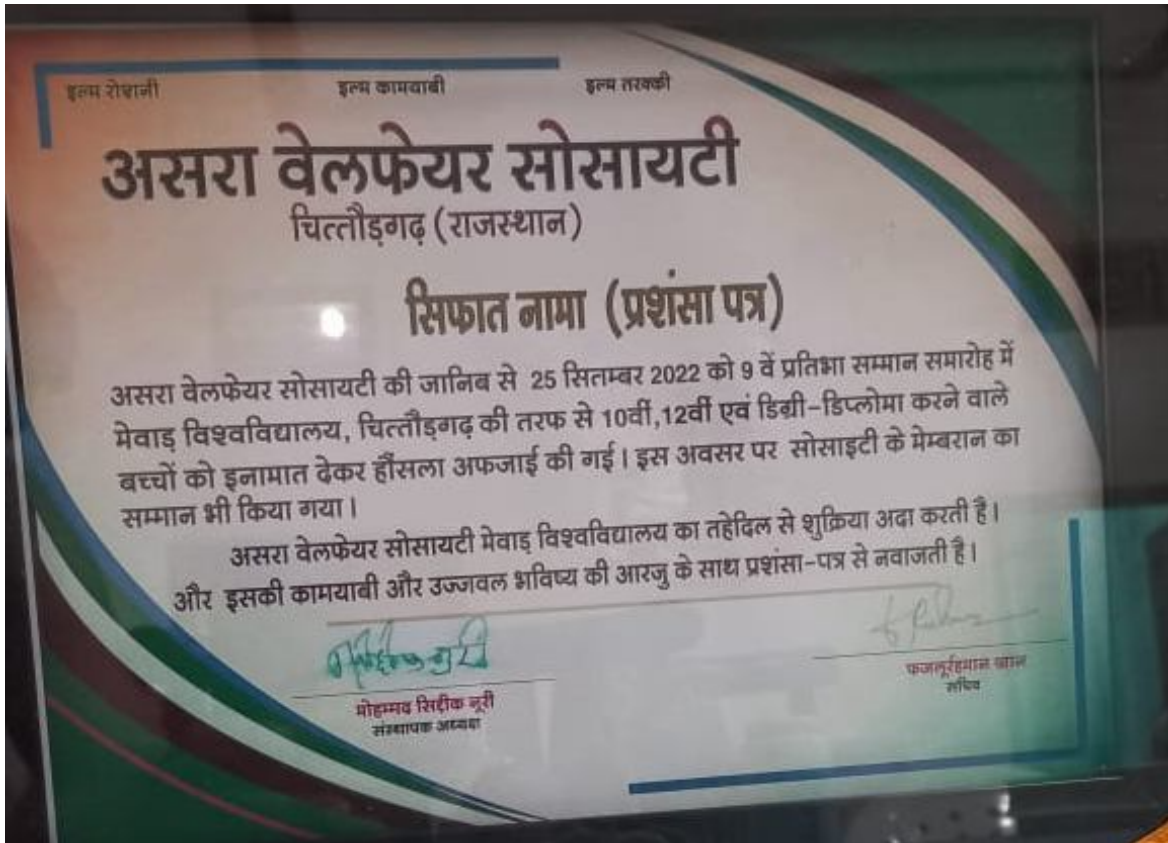 इल्म रोशनी इल्म कामयाबी इल्म तरक्की
असरा वेलफेयर सोसायटी
चित्तौड़गढ़ (राजस्थान)
सिफात नामा (प्रशंसा पत्र)
असरा वेलफेयर सोसायटी की जानिब से 25 सितम्बर 2022 को 9 वें प्रतिभा सम्मान समारोह में
मेवाड़ विश्वविद्यालय, चित्तौड़गढ़ की तरफ से 10वीं,12वीं एवं डिग्री-डिप्लोमा करने वाले
बच्चों को इनामात देकर हौंसला अफजाई की गई। इस अवसर पर सोसाइटी के मेम्बरान का
सम्मान भी किया गया।
असरा वेलफेयर सोसायटी मेवाड़ विश्वविद्यालय का तहेदिल से शुक्रिया अदा करती है।
और इसकी कामयाबी और उज्जवल भविष्य की आरजु के साथ प्रशंसा-पत्र से नवाजती है।
मोहम्मद सिद्दीक नूरी
संस्थापक अध्यक्ष
फजलूर्रहमान खान
सचिव